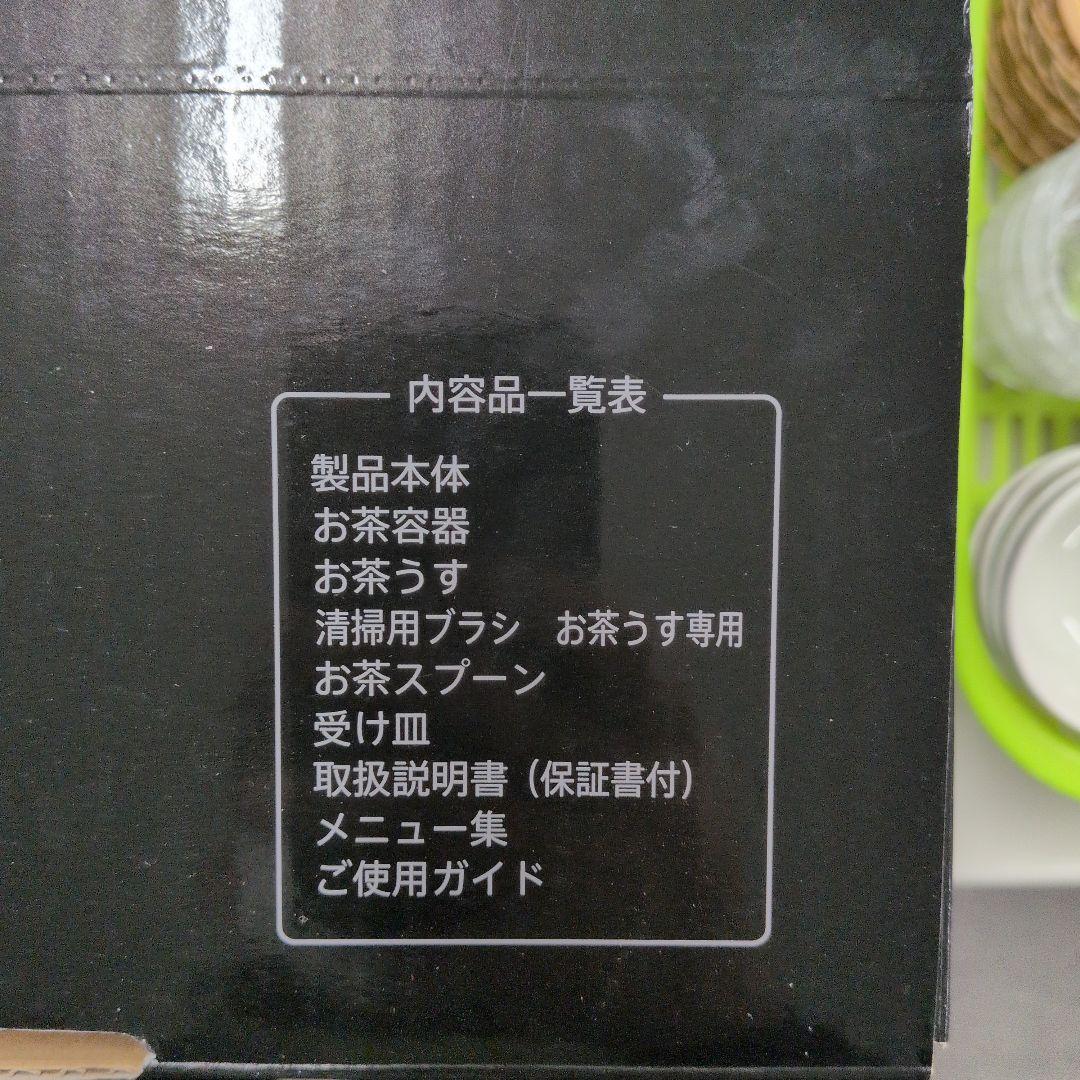 内容品一覧表
製品本体
お茶容器
お茶うす
清掃用ブラシ　お茶うす専用
お茶スプーン
受け皿
取扱説明書（保証書付）
メニュー集
ご使用ガイド